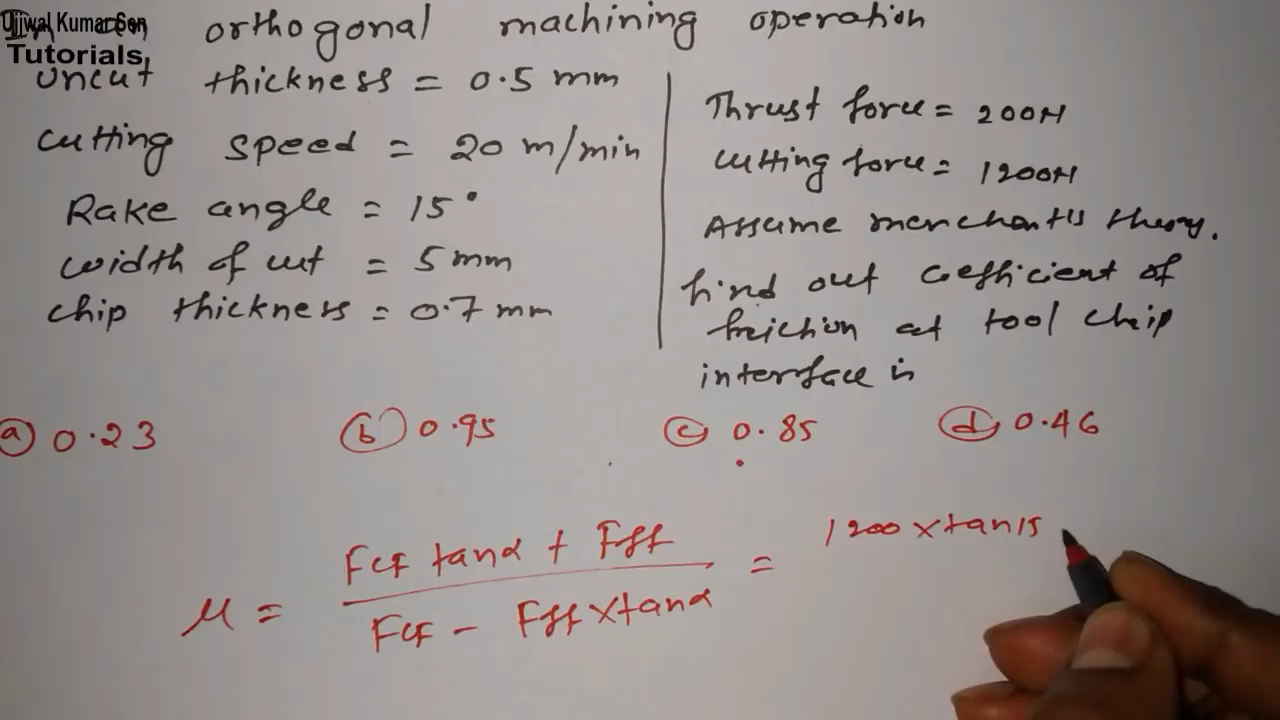 Ujjwal Kumar Sen
Tutorials
orthogonal machining operation
uncut thickness = 0.5 mm
cutting speed = 20 m/min
Rake angle = 15°
width of cut = 5 mm
chip thickness = 0.7 mm
Thrust force = 200N
cutting force = 1200N
Assume merchant's theory.
find out coefficient of
friction at tool chip
interface is
(a) 0.23 (b) 0.95 (c) 0.85 (d) 0.46
Fcf tanα + Fff
μ = = 1200 x tan15
Fcf - Fff x tanα